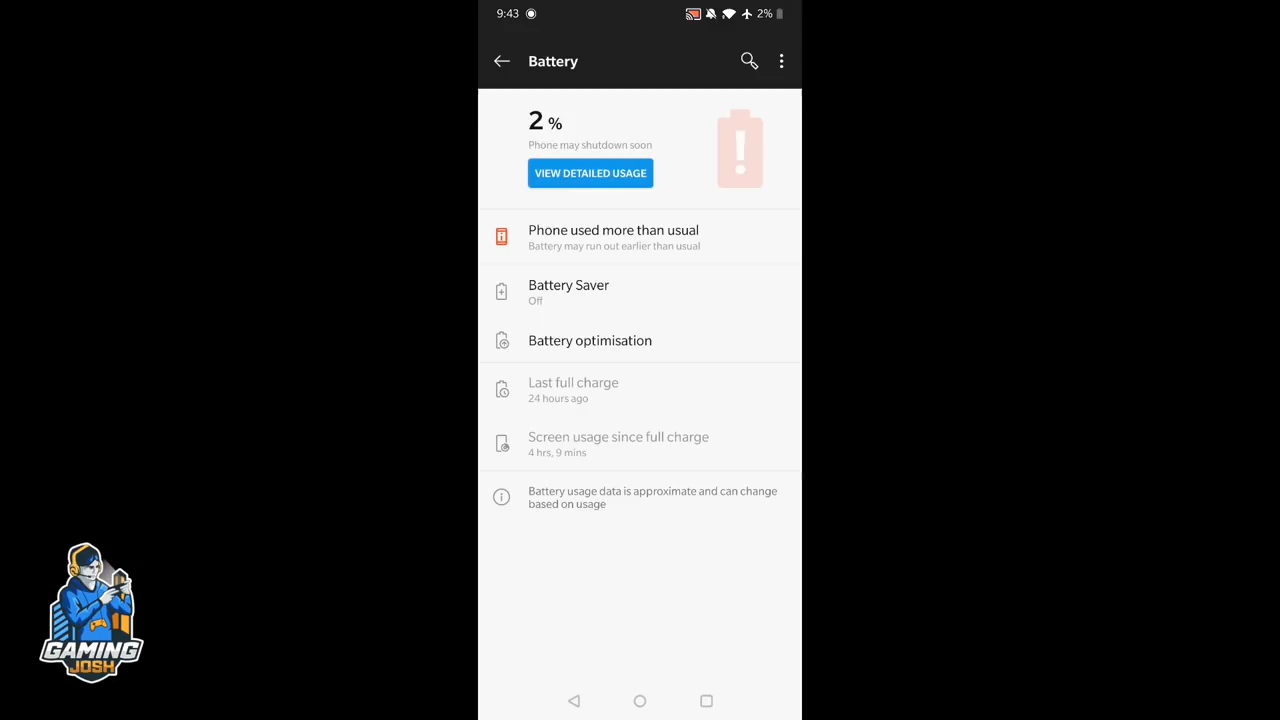 9:43
2%
Battery
2 %
Phone may shutdown soon
VIEW DETAILED USAGE
Phone used more than usual
Battery may run out earlier than usual
Battery Saver
Off
Battery optimisation
Last full charge
24 hours ago
Screen usage since full charge
4 hrs, 9 mins
Battery usage data is approximate and can change
based on usage
GAMING
JOSH